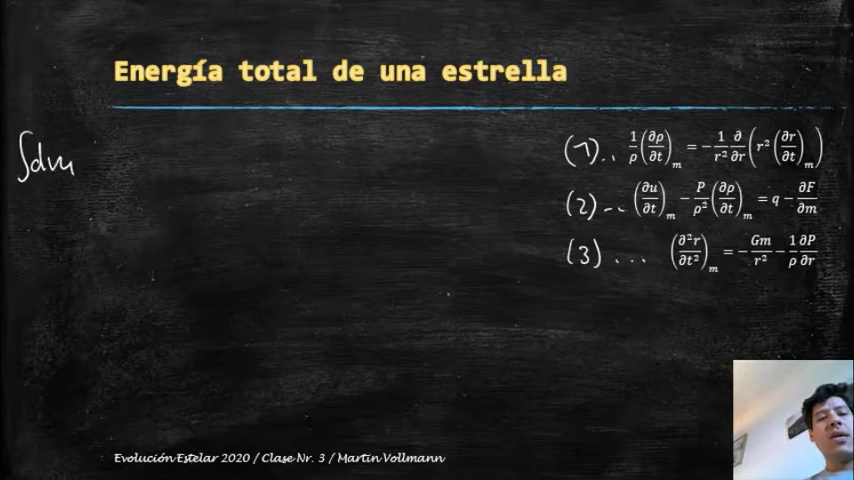 Energía total de una estrella
∫dm
(1).. 1/ρ (∂ρ/∂t)_m = − 1/r² ∂/∂r (r² (∂r/∂t)_m)
(2)... (∂u/∂t)_m − P/ρ² (∂ρ/∂t)_m = q − ∂F/∂m
(3) ... (∂²r/∂t²)_m = − Gm/r² − 1/ρ ∂P/∂r
Evolución Estelar 2020 / Clase Nr. 3 / Martin Vollmann